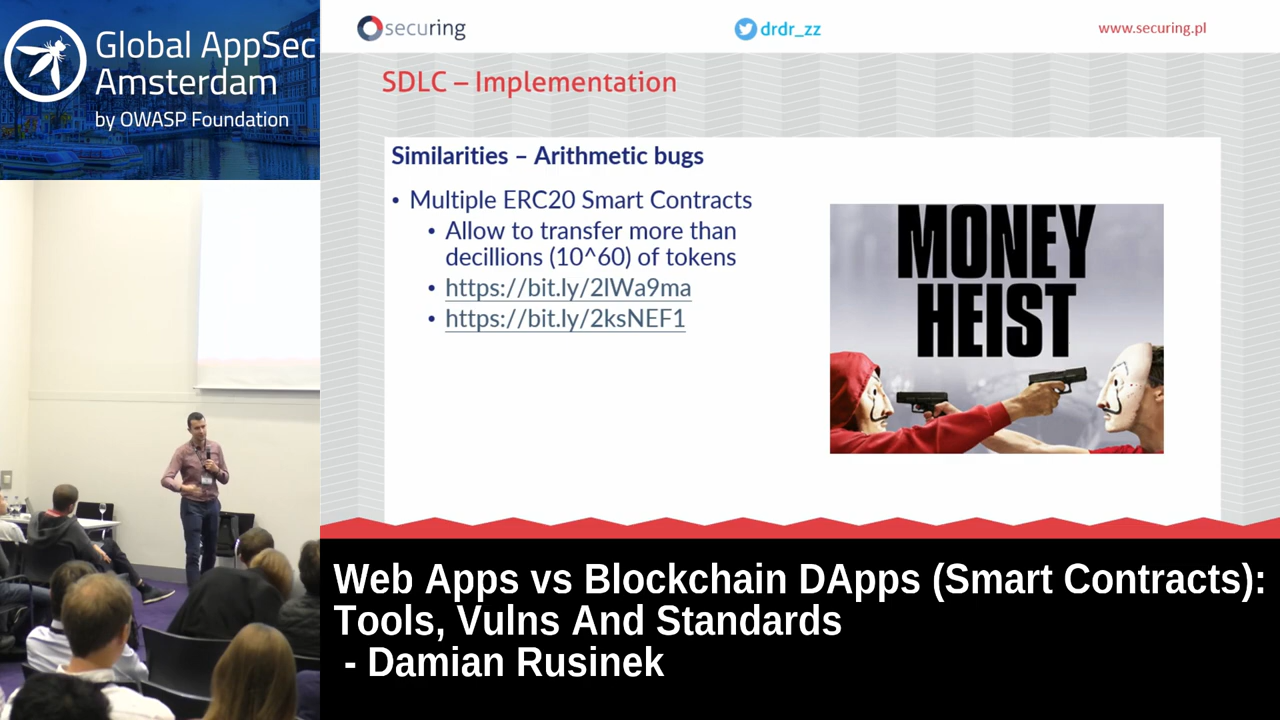 Global AppSec
Amsterdam
by OWASP Foundation
securing
drdr_zz
www.securing.pl
SDLC – Implementation
Similarities – Arithmetic bugs
• Multiple ERC20 Smart Contracts
• Allow to transfer more than
decillions (10^60) of tokens
• https://bit.ly/2lWa9ma
• https://bit.ly/2ksNEF1
MONEY
HEIST
Web Apps vs Blockchain DApps (Smart Contracts):
Tools, Vulns And Standards
- Damian Rusinek